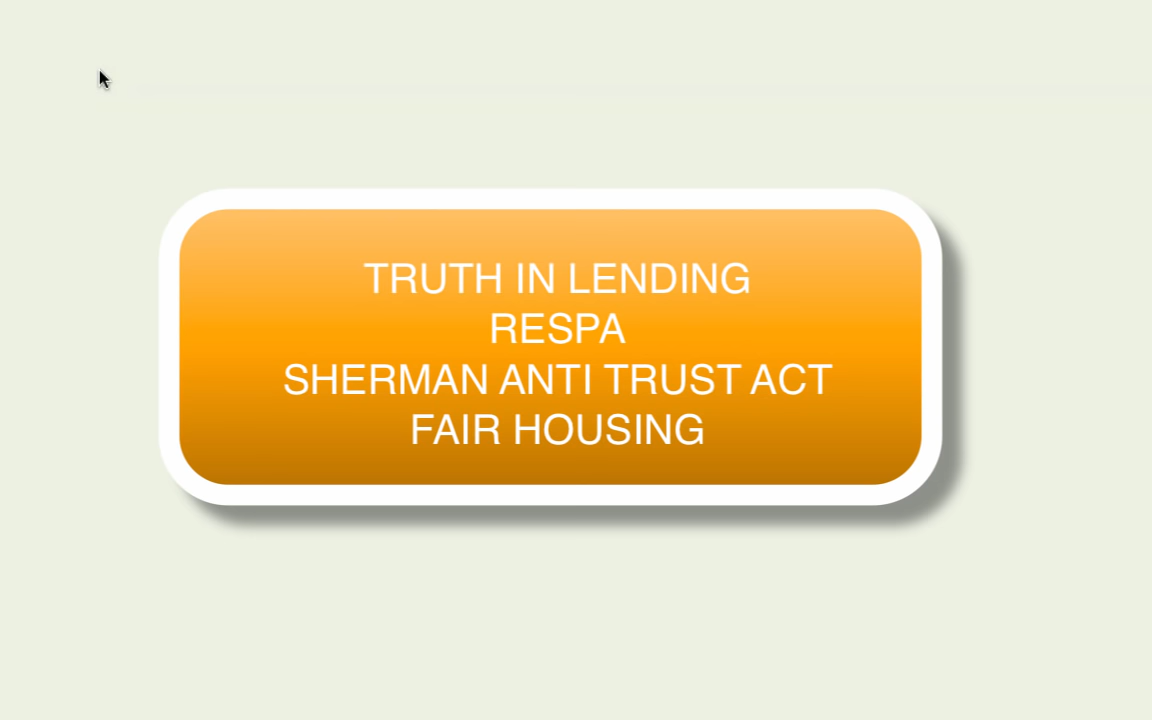 TRUTH IN LENDING
RESPA
SHERMAN ANTI TRUST ACT
FAIR HOUSING